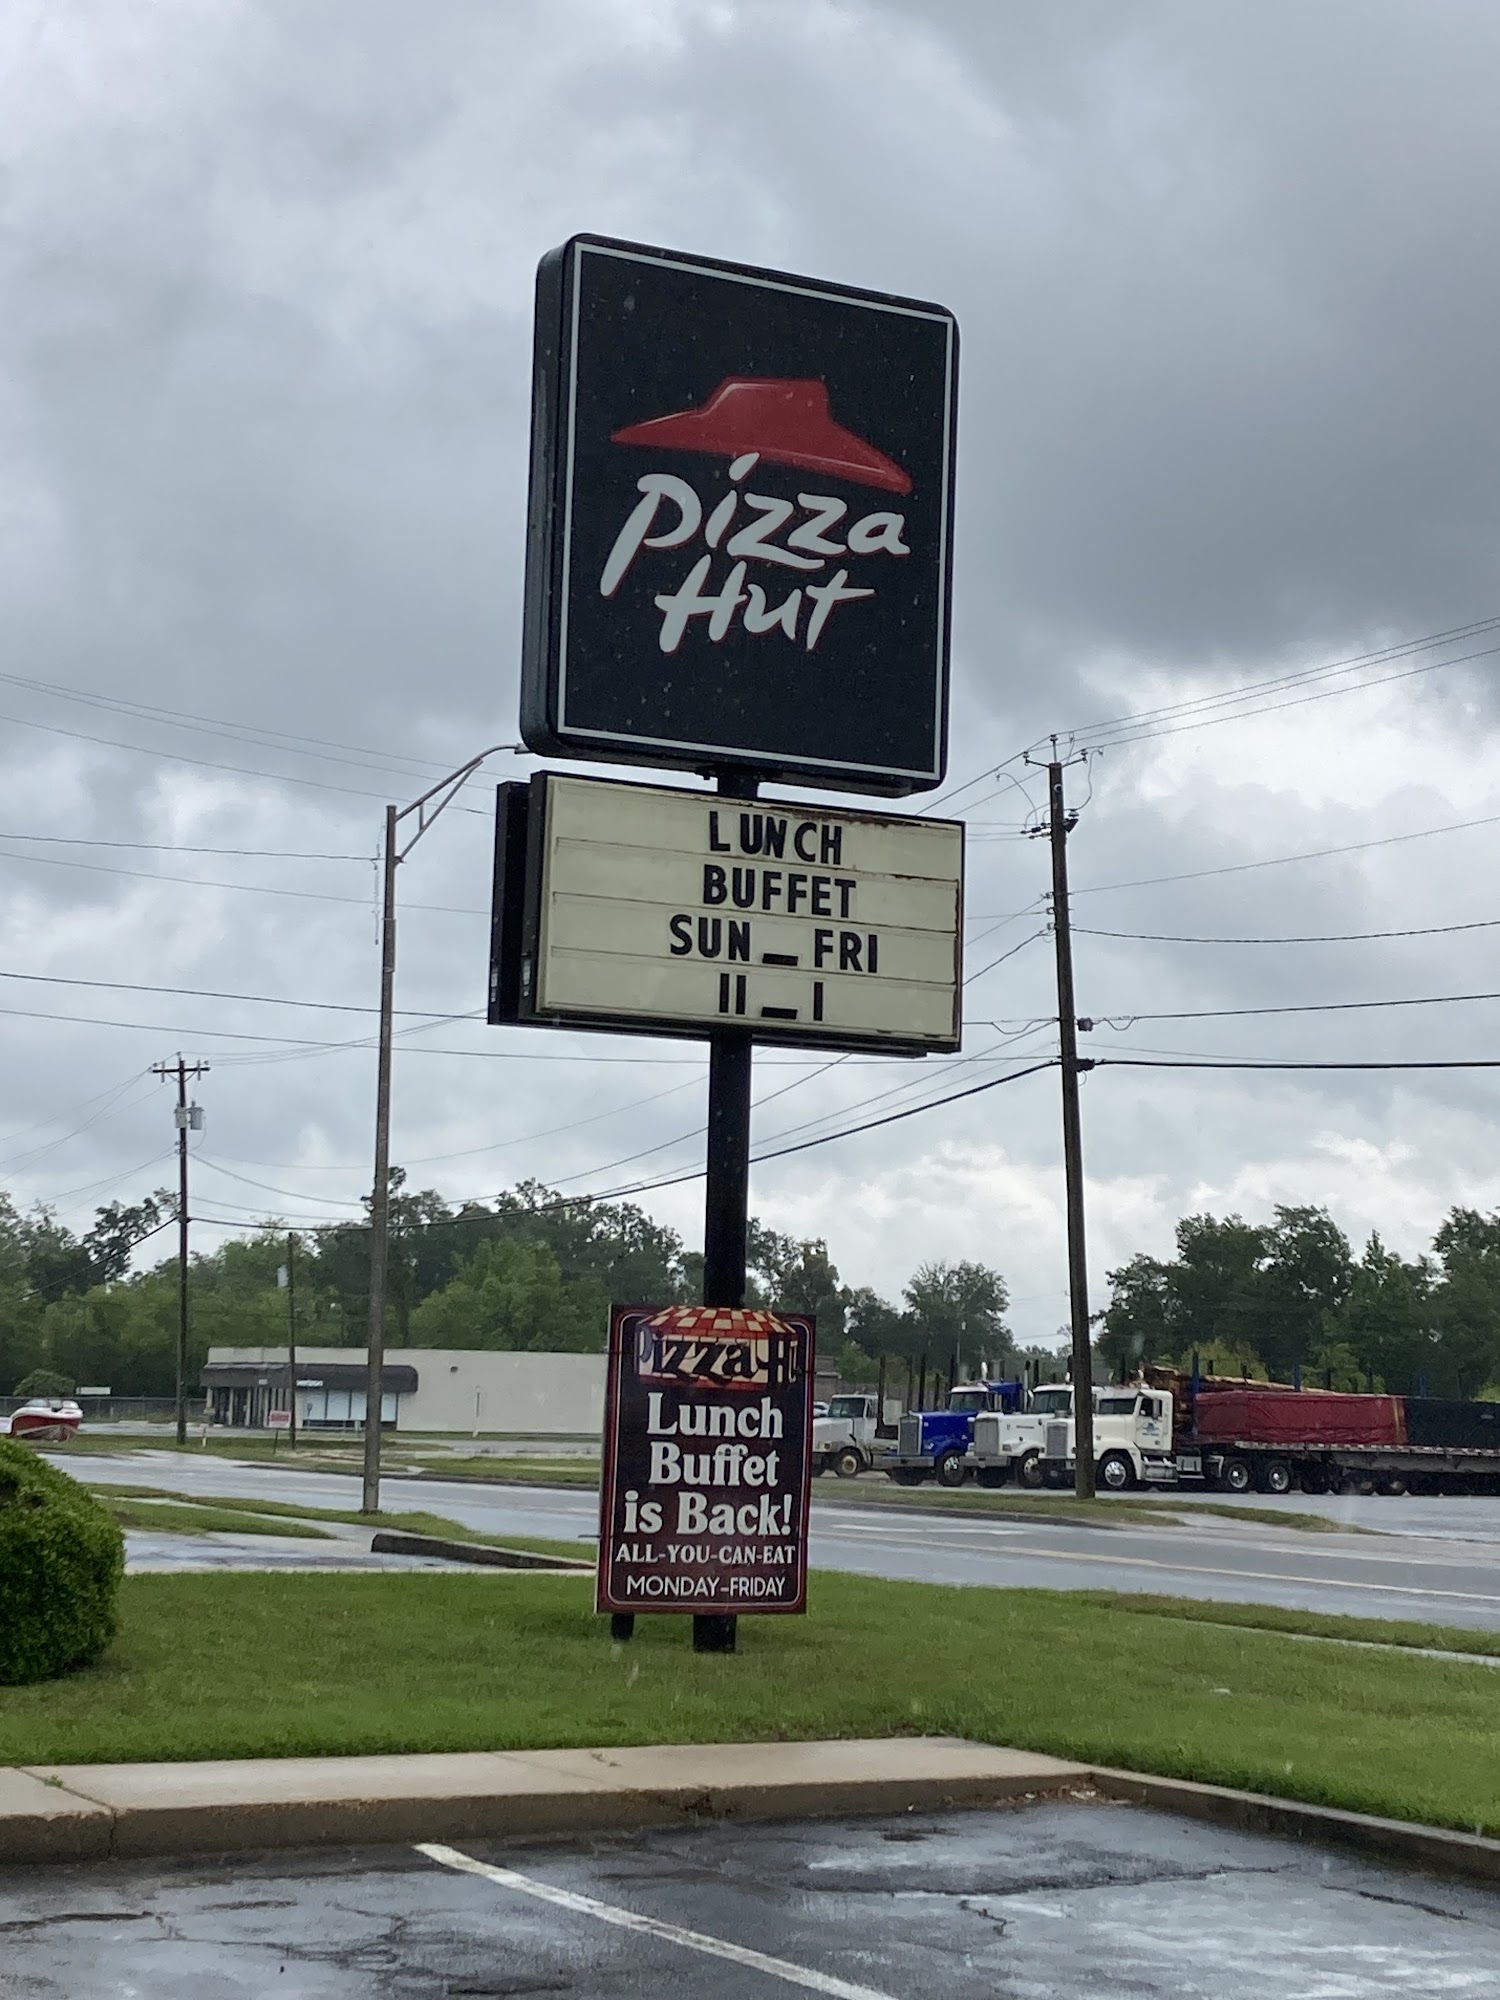 Pizza
Hut
LUNCH
BUFFET
SUN _ FRI
11 _ 1
Pizza Hu
Lunch
Buffet
is Back!
ALL-YOU-CAN-EAT
MONDAY-FRIDAY